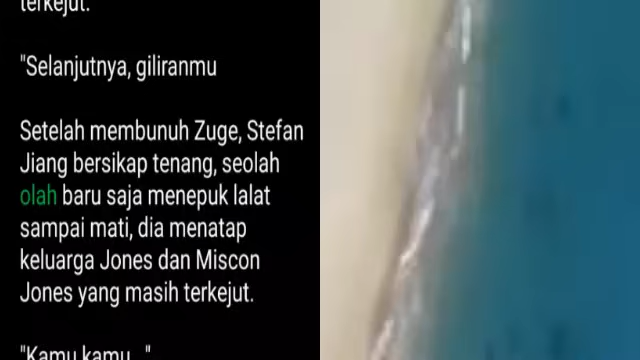 terkejut.
"Selanjutnya, giliranmu
Setelah membunuh Zuge, Stefan
Jiang bersikap tenang, seolah
olah baru saja menepuk lalat
sampai mati, dia menatap
keluarga Jones dan Miscon
Jones yang masih terkejut.
"Kamu kamu..."